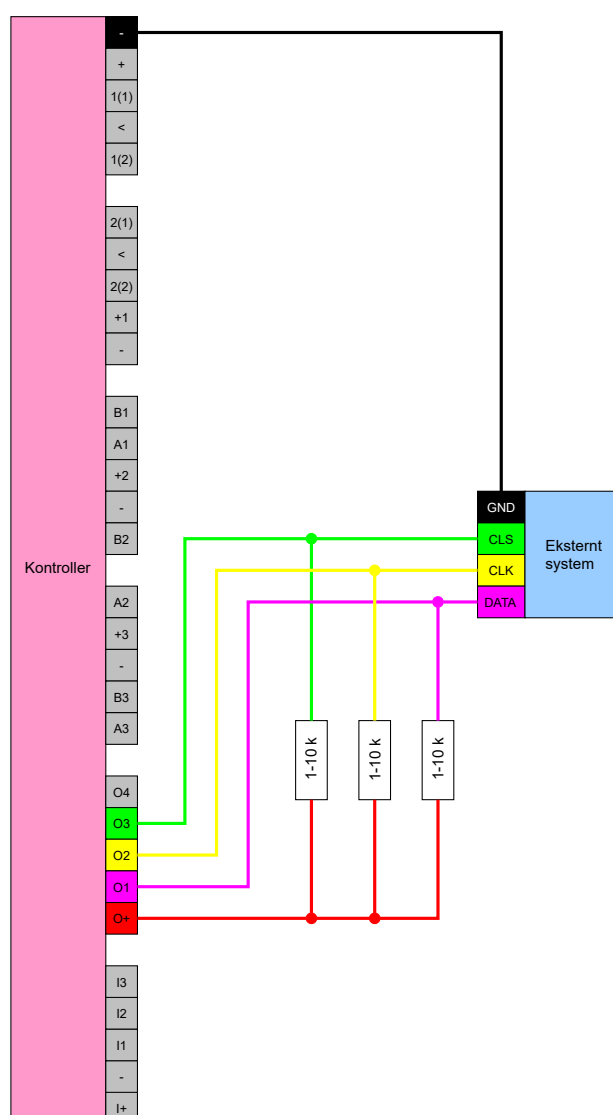 -
+
1(1)
<
1(2)
2(1)
<
2(2)
+1
-
B1
A1
+2
-
B2
Kontroller
A2
+3
-
B3
A3
O4
O3
O2
O1
O+
I3
I2
I1
-
I+
GND
CLS
CLK
DATA
Eksternt
system
1-10 k
1-10 k
1-10 k